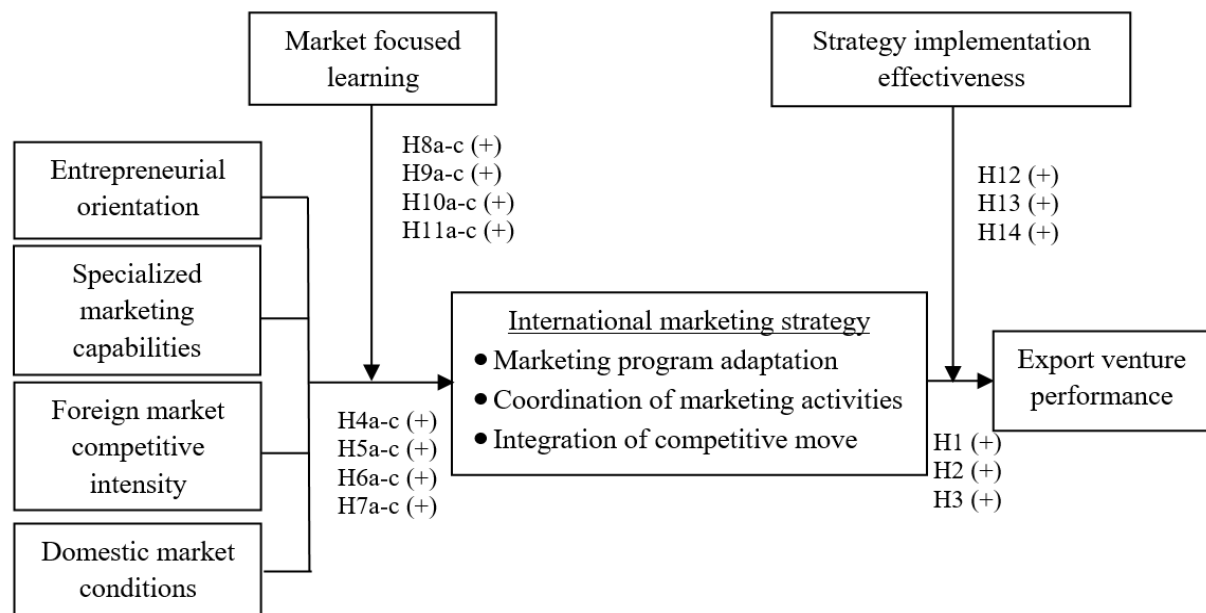 Market focused
learning
Strategy implementation
effectiveness
H8a-c (+)
H9a-c (+)
H10a-c (+)
H11a-c (+)
H12 (+)
H13 (+)
H14 (+)
Entrepreneurial
orientation
Specialized
marketing
capabilities
Foreign market
competitive
intensity
Domestic market
conditions
H4a-c (+)
H5a-c (+)
H6a-c (+)
H7a-c (+)
International marketing strategy
● Marketing program adaptation
● Coordination of marketing activities
● Integration of competitive move
H1 (+)
H2 (+)
H3 (+)
Export venture
performance